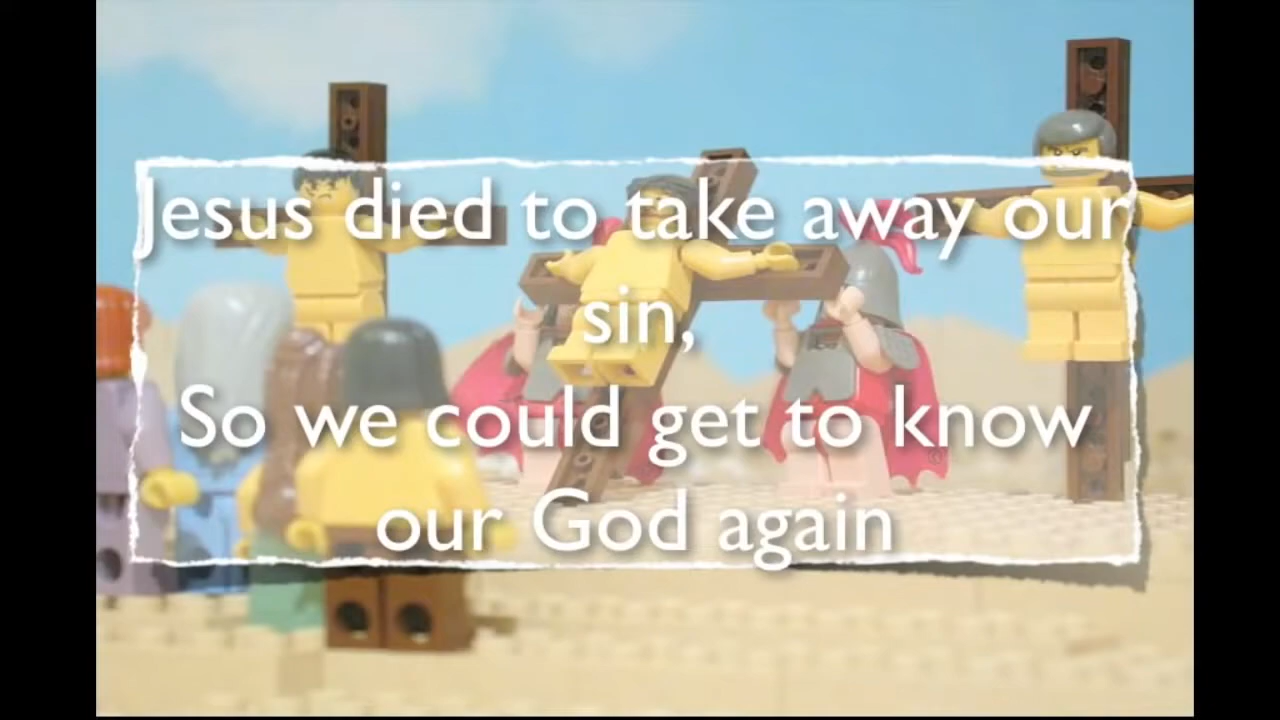 Jesus died to take away our
sin,
So we could get to know
our God again